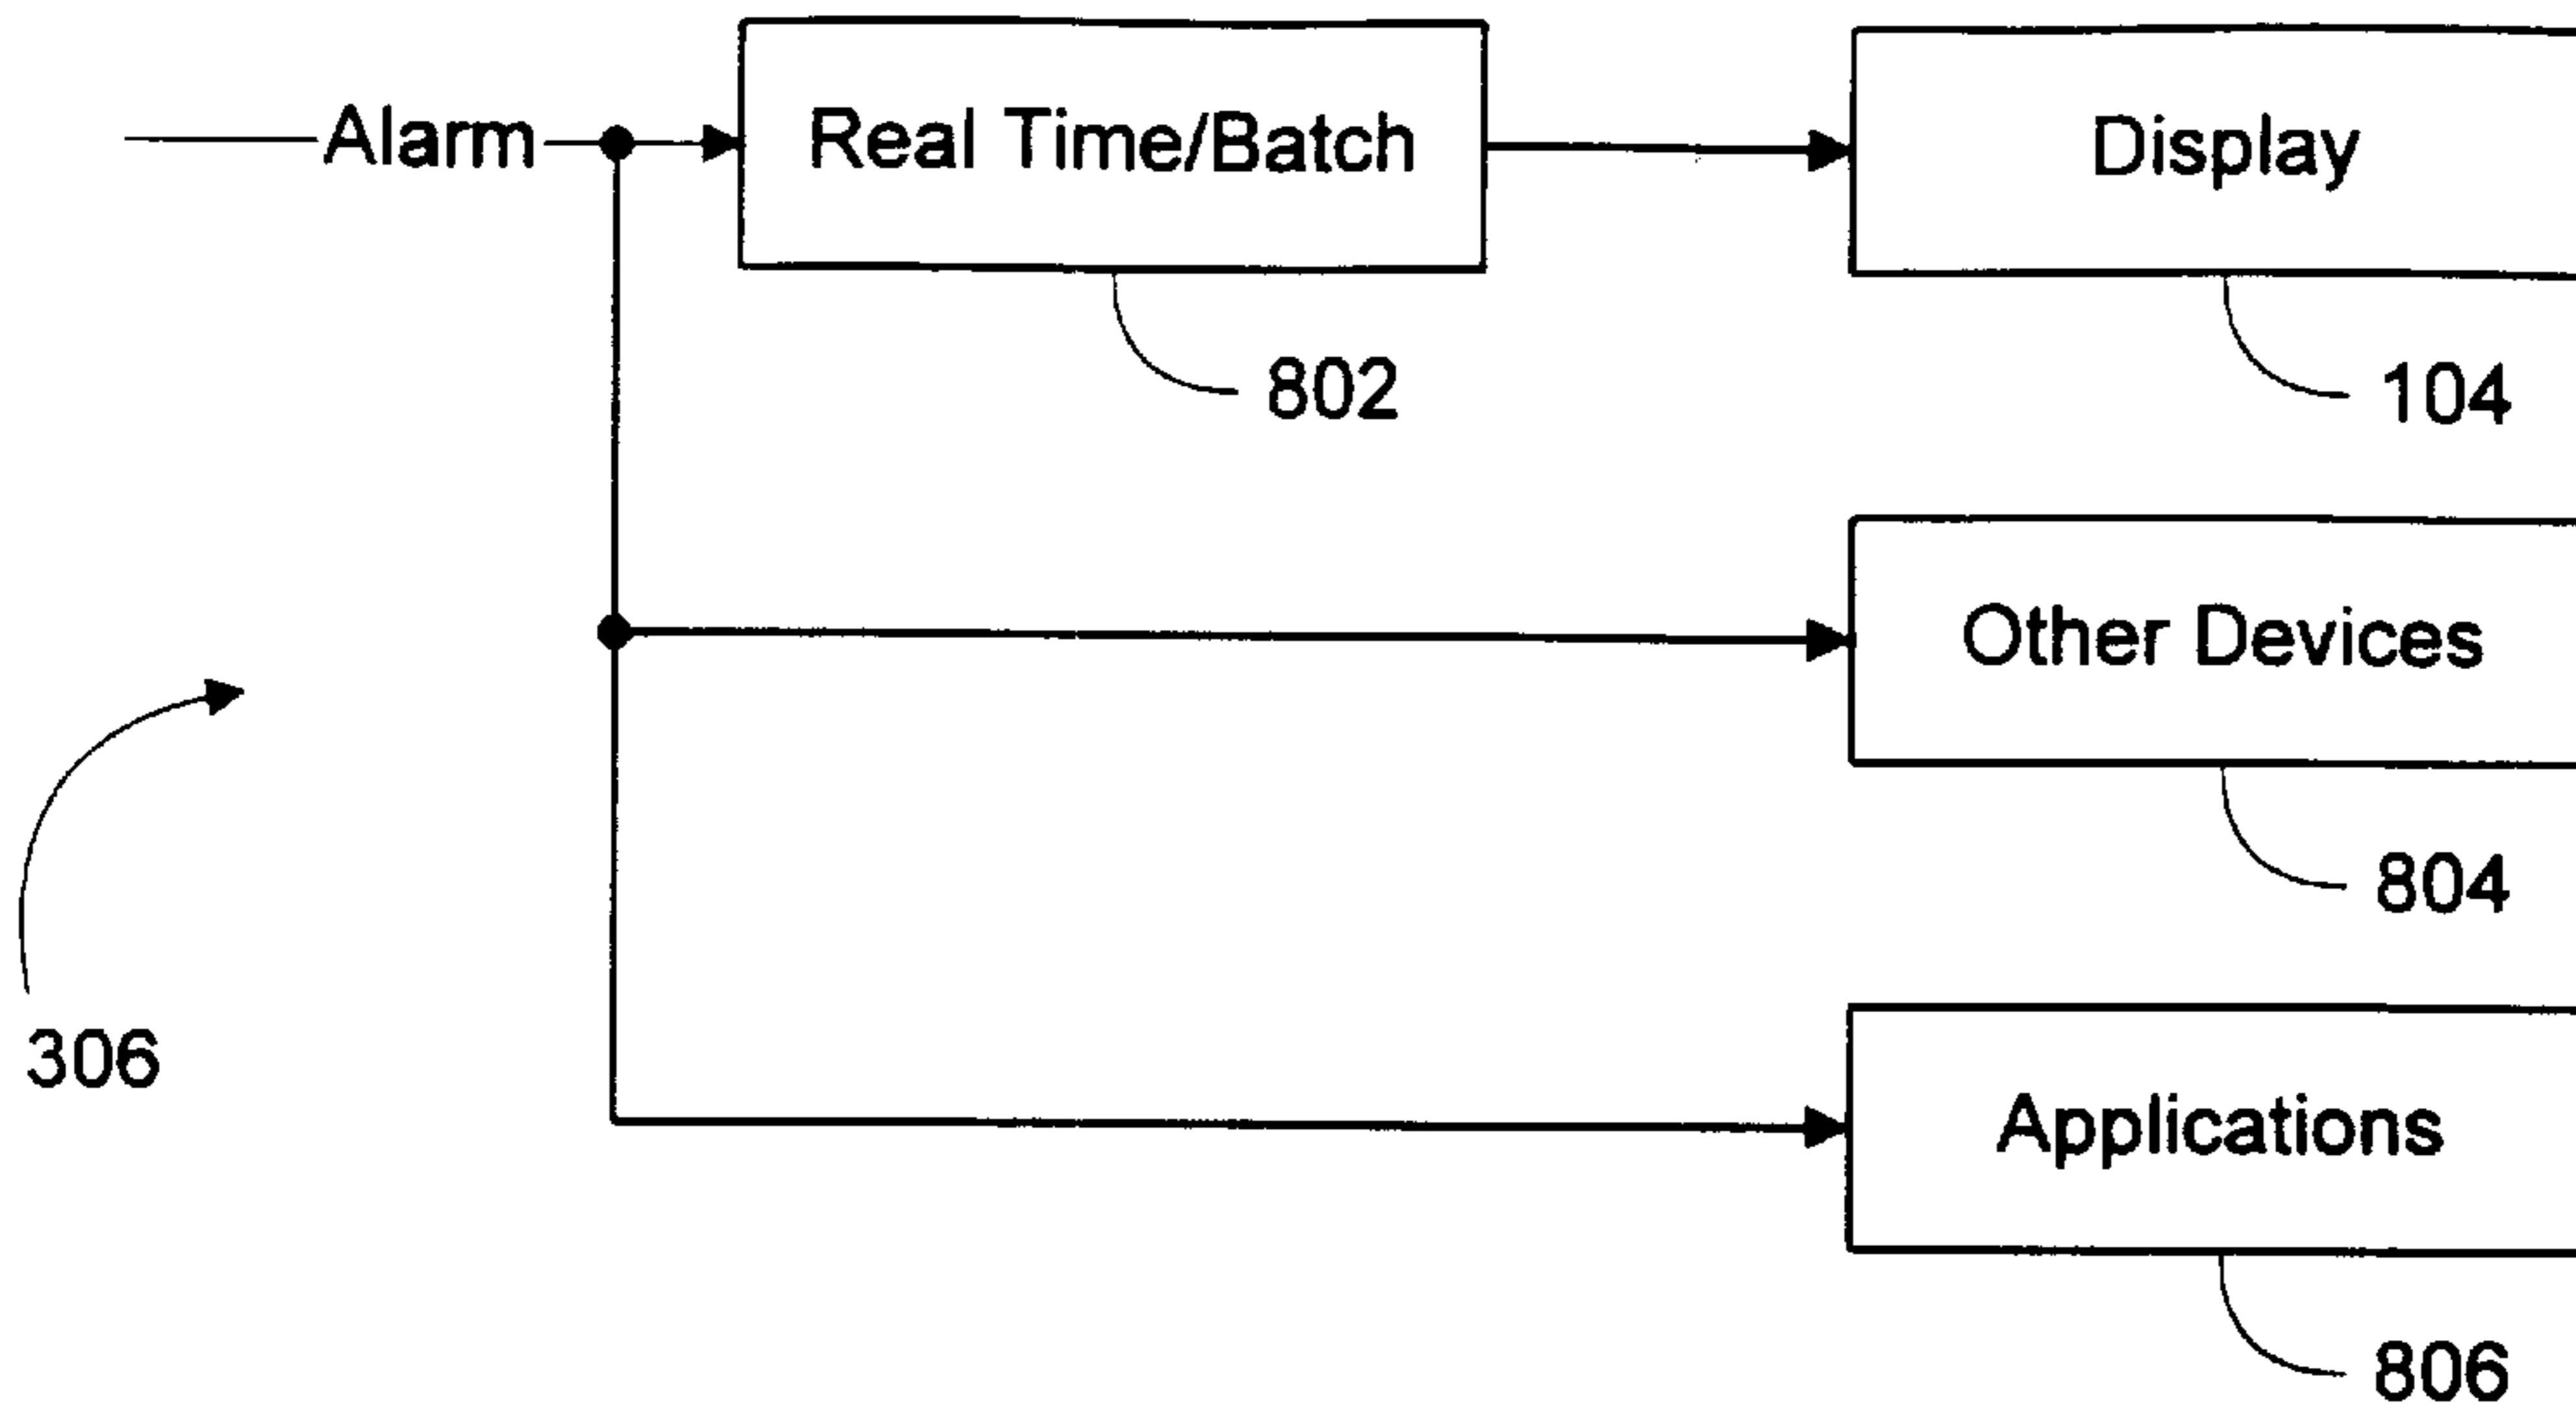 Alarm
Real Time/Batch
Display
802
104
Other Devices
804
306
Applications
806